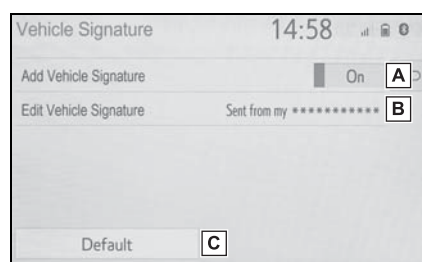 Vehicle Signature 14:58
Add Vehicle Signature On A
Edit Vehicle Signature Sent from my *********** B
Default C